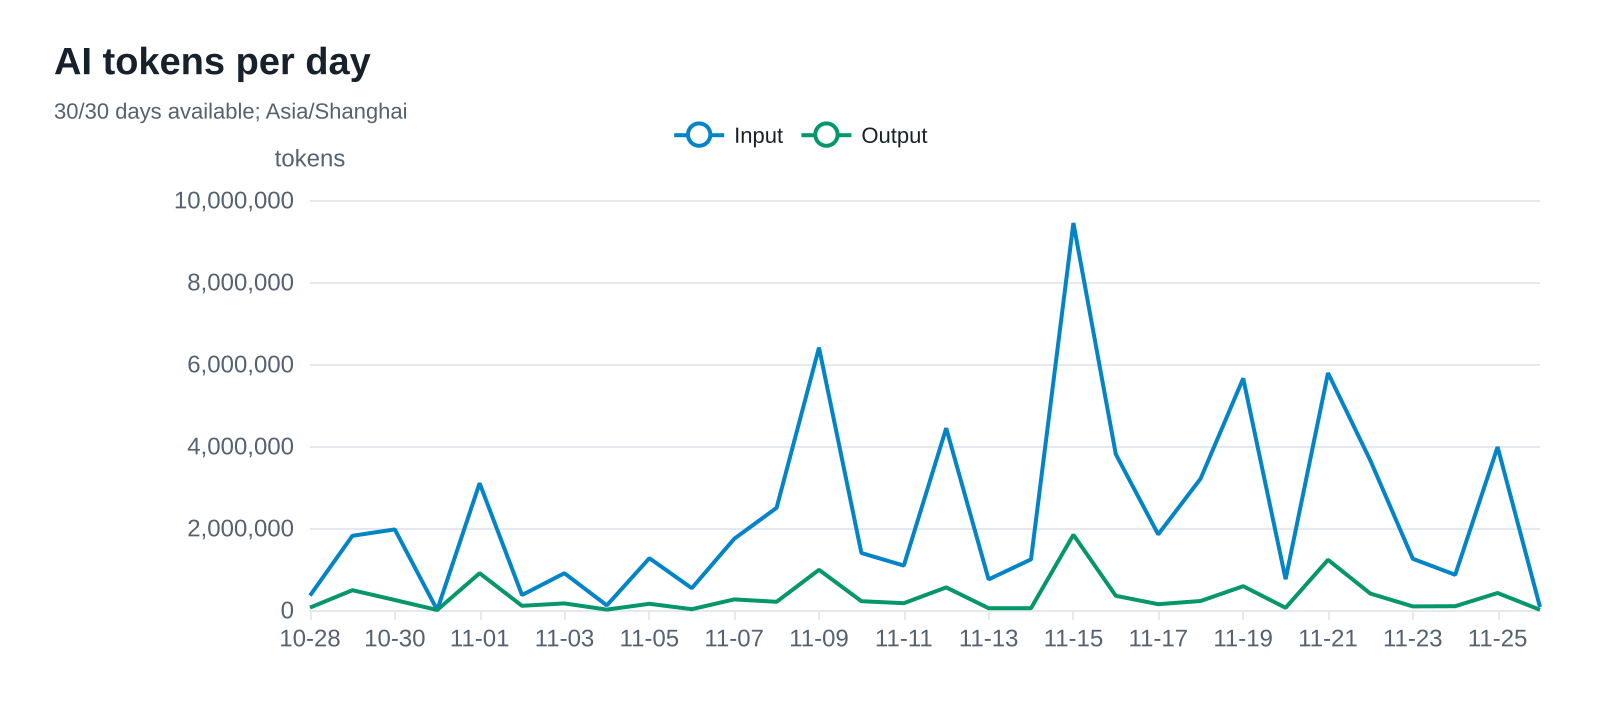 AI tokens per day
30/30 days available; Asia/Shanghai
Input Output
tokens
10,000,000
8,000,000
6,000,000
4,000,000
2,000,000
0
10-28 10-30 11-01 11-03 11-05 11-07 11-09 11-11 11-13 11-15 11-17 11-19 11-21 11-23 11-25